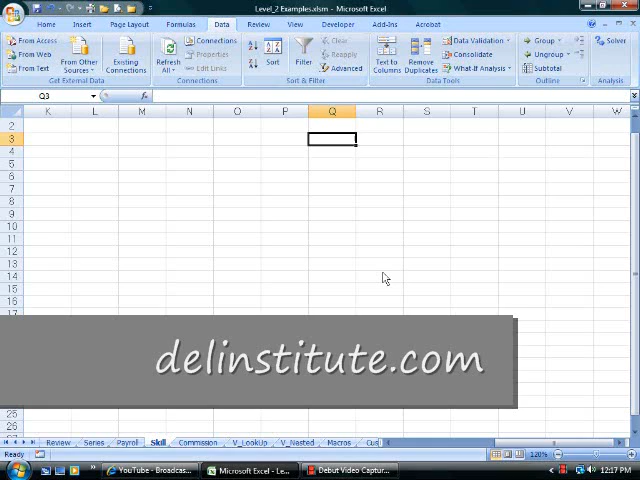 Level_2 Examples.xlsm - Microsoft Excel
Home Insert Page Layout Formulas Data Review View Developer Add-Ins Acrobat
From Access
From Web
From Text
From Other Sources
Existing Connections
Get External Data
Refresh All
Connections
Properties
Edit Links
Connections
Sort
Filter
Clear
Reapply
Advanced
Sort & Filter
Text to Columns
Remove Duplicates
Data Validation
Consolidate
What-If Analysis
Data Tools
Group
Ungroup
Subtotal
Outline
Solver
Analysis
Q3 fx
K L M N O P Q R S T U V W
2
3
4
5
6
7
8
9
10
11
12
13
14
15
16
17
delinstitute.com
25
26
Review Series Payroll Skill Commission V_LookUp V_Nested Macros Cus
Ready 120%
YouTube - Broadcas... Microsoft Excel - Le... Debut Video Captur... 12:17 PM